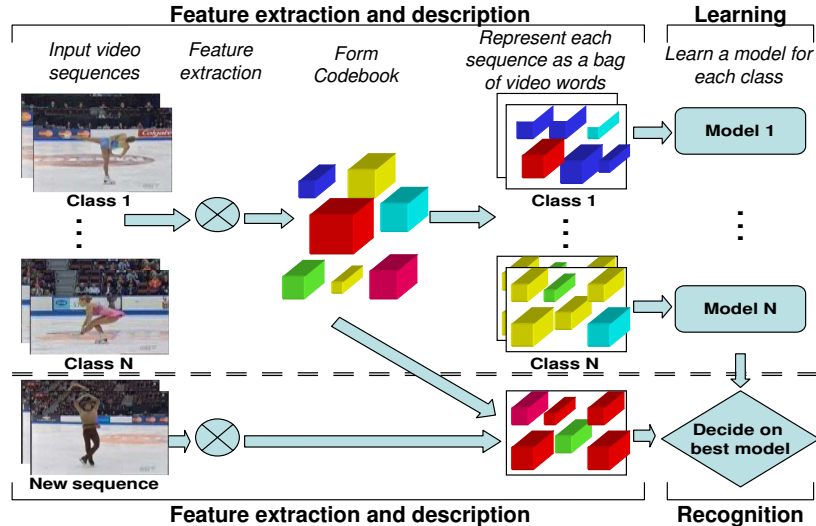 Feature extraction and description
Learning
Input video
sequences
Feature
extraction
Form
Codebook
Represent each
sequence as a bag
of video words
Learn a model for
each class
Colgate
Class 1
Class 1
Model 1
Class N
Class N
Model N
New sequence
Decide on
best model
Feature extraction and description
Recognition